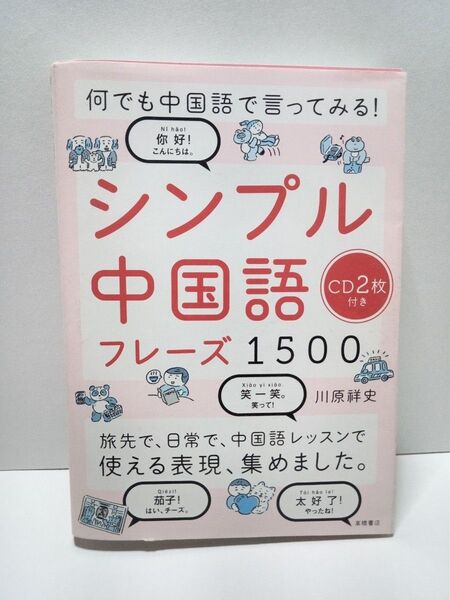 何でも中国語で言ってみる!
Nǐ hǎo!
你好!
こんにちは。
シンプル
中国語
CD2枚
付き
フレーズ1500
Xiào yi xiào.
笑一笑。
笑って!
川原祥史
旅先で、日常で、中国語レッスンで
使える表現、集めました。
Qiézi!
茄子!
はい、チーズ。
Tài hǎo le!
太好了!
やったね!
高橋書店